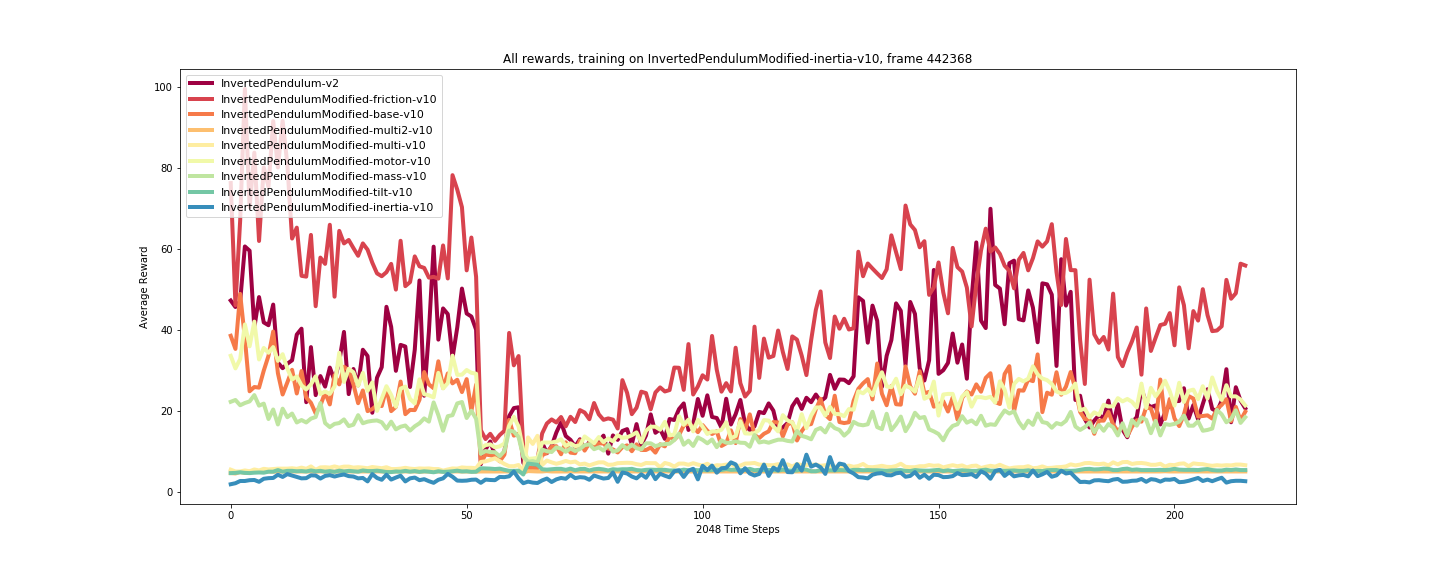 All rewards, training on InvertedPendulumModified-inertia-v10, frame 442368
InvertedPendulum-v2
InvertedPendulumModified-friction-v10
InvertedPendulumModified-base-v10
InvertedPendulumModified-multi2-v10
InvertedPendulumModified-multi-v10
InvertedPendulumModified-motor-v10
InvertedPendulumModified-mass-v10
InvertedPendulumModified-tilt-v10
InvertedPendulumModified-inertia-v10
100
80
60
40
20
0
Average Reward
0 50 100 150 200
2048 Time Steps